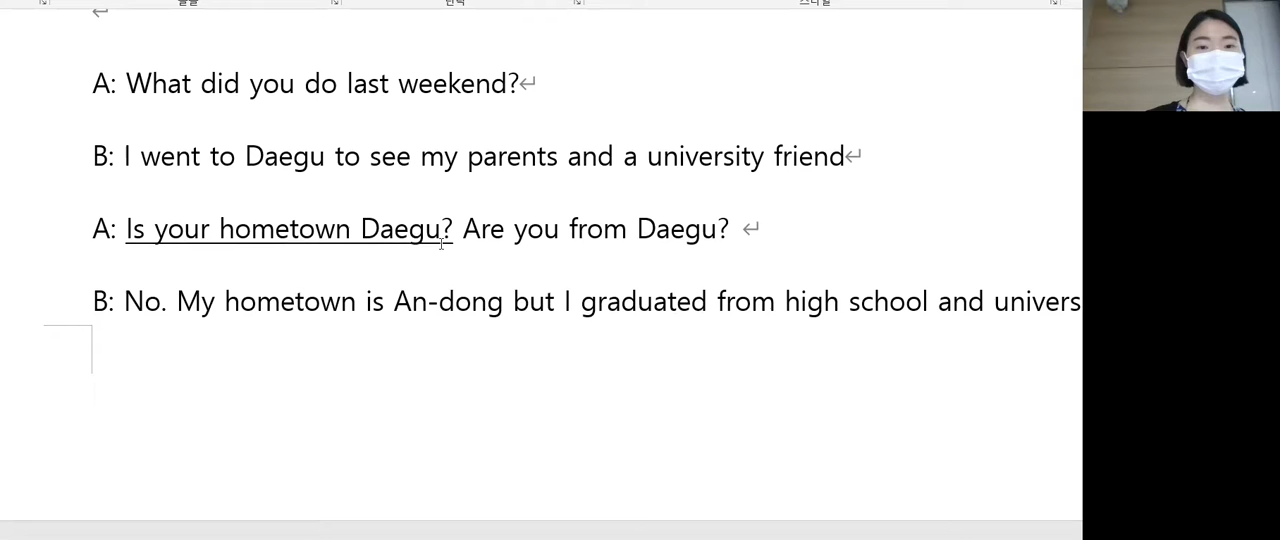 A: What did you do last weekend?
B: I went to Daegu to see my parents and a university friend
A: Is your hometown Daegu? Are you from Daegu?
B: No. My hometown is An-dong but I graduated from high school and univers